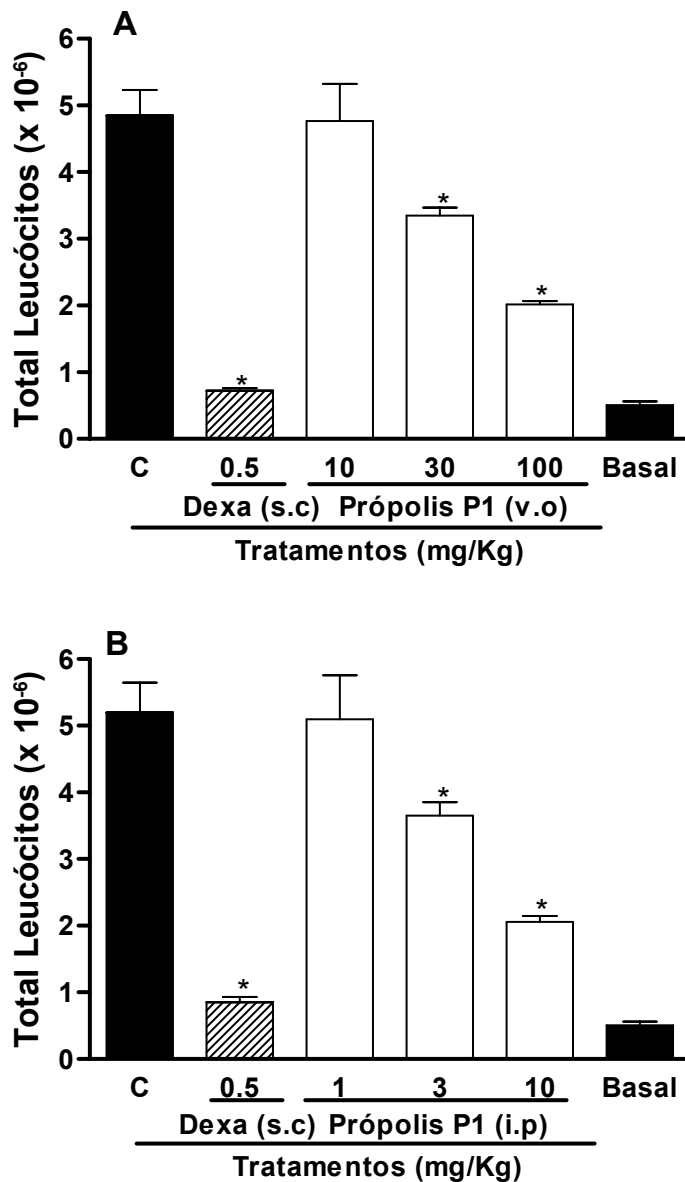 A
Total Leucócitos (x 10-6)
6
5
4
3
2
1
0
*
*
*
C 0.5 10 30 100 Basal
Dexa (s.c) Própolis P1 (v.o)
Tratamentos (mg/Kg)
B
Total Leucócitos (x 10-6)
6
5
4
3
2
1
0
*
*
*
C 0.5 1 3 10 Basal
Dexa (s.c) Própolis P1 (i.p)
Tratamentos (mg/Kg)